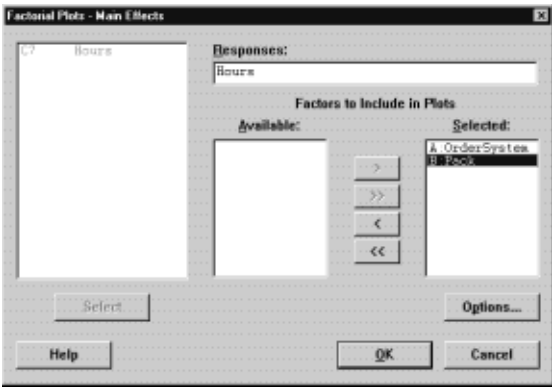 Factorial Plots - Main Effects
C7 Hours
Responses:
Hours
Factors to Include in Plots
Available:
Selected:
A:OrderSystem
B:Pack
>
>>
<
<<
Select
Options...
Help
OK
Cancel